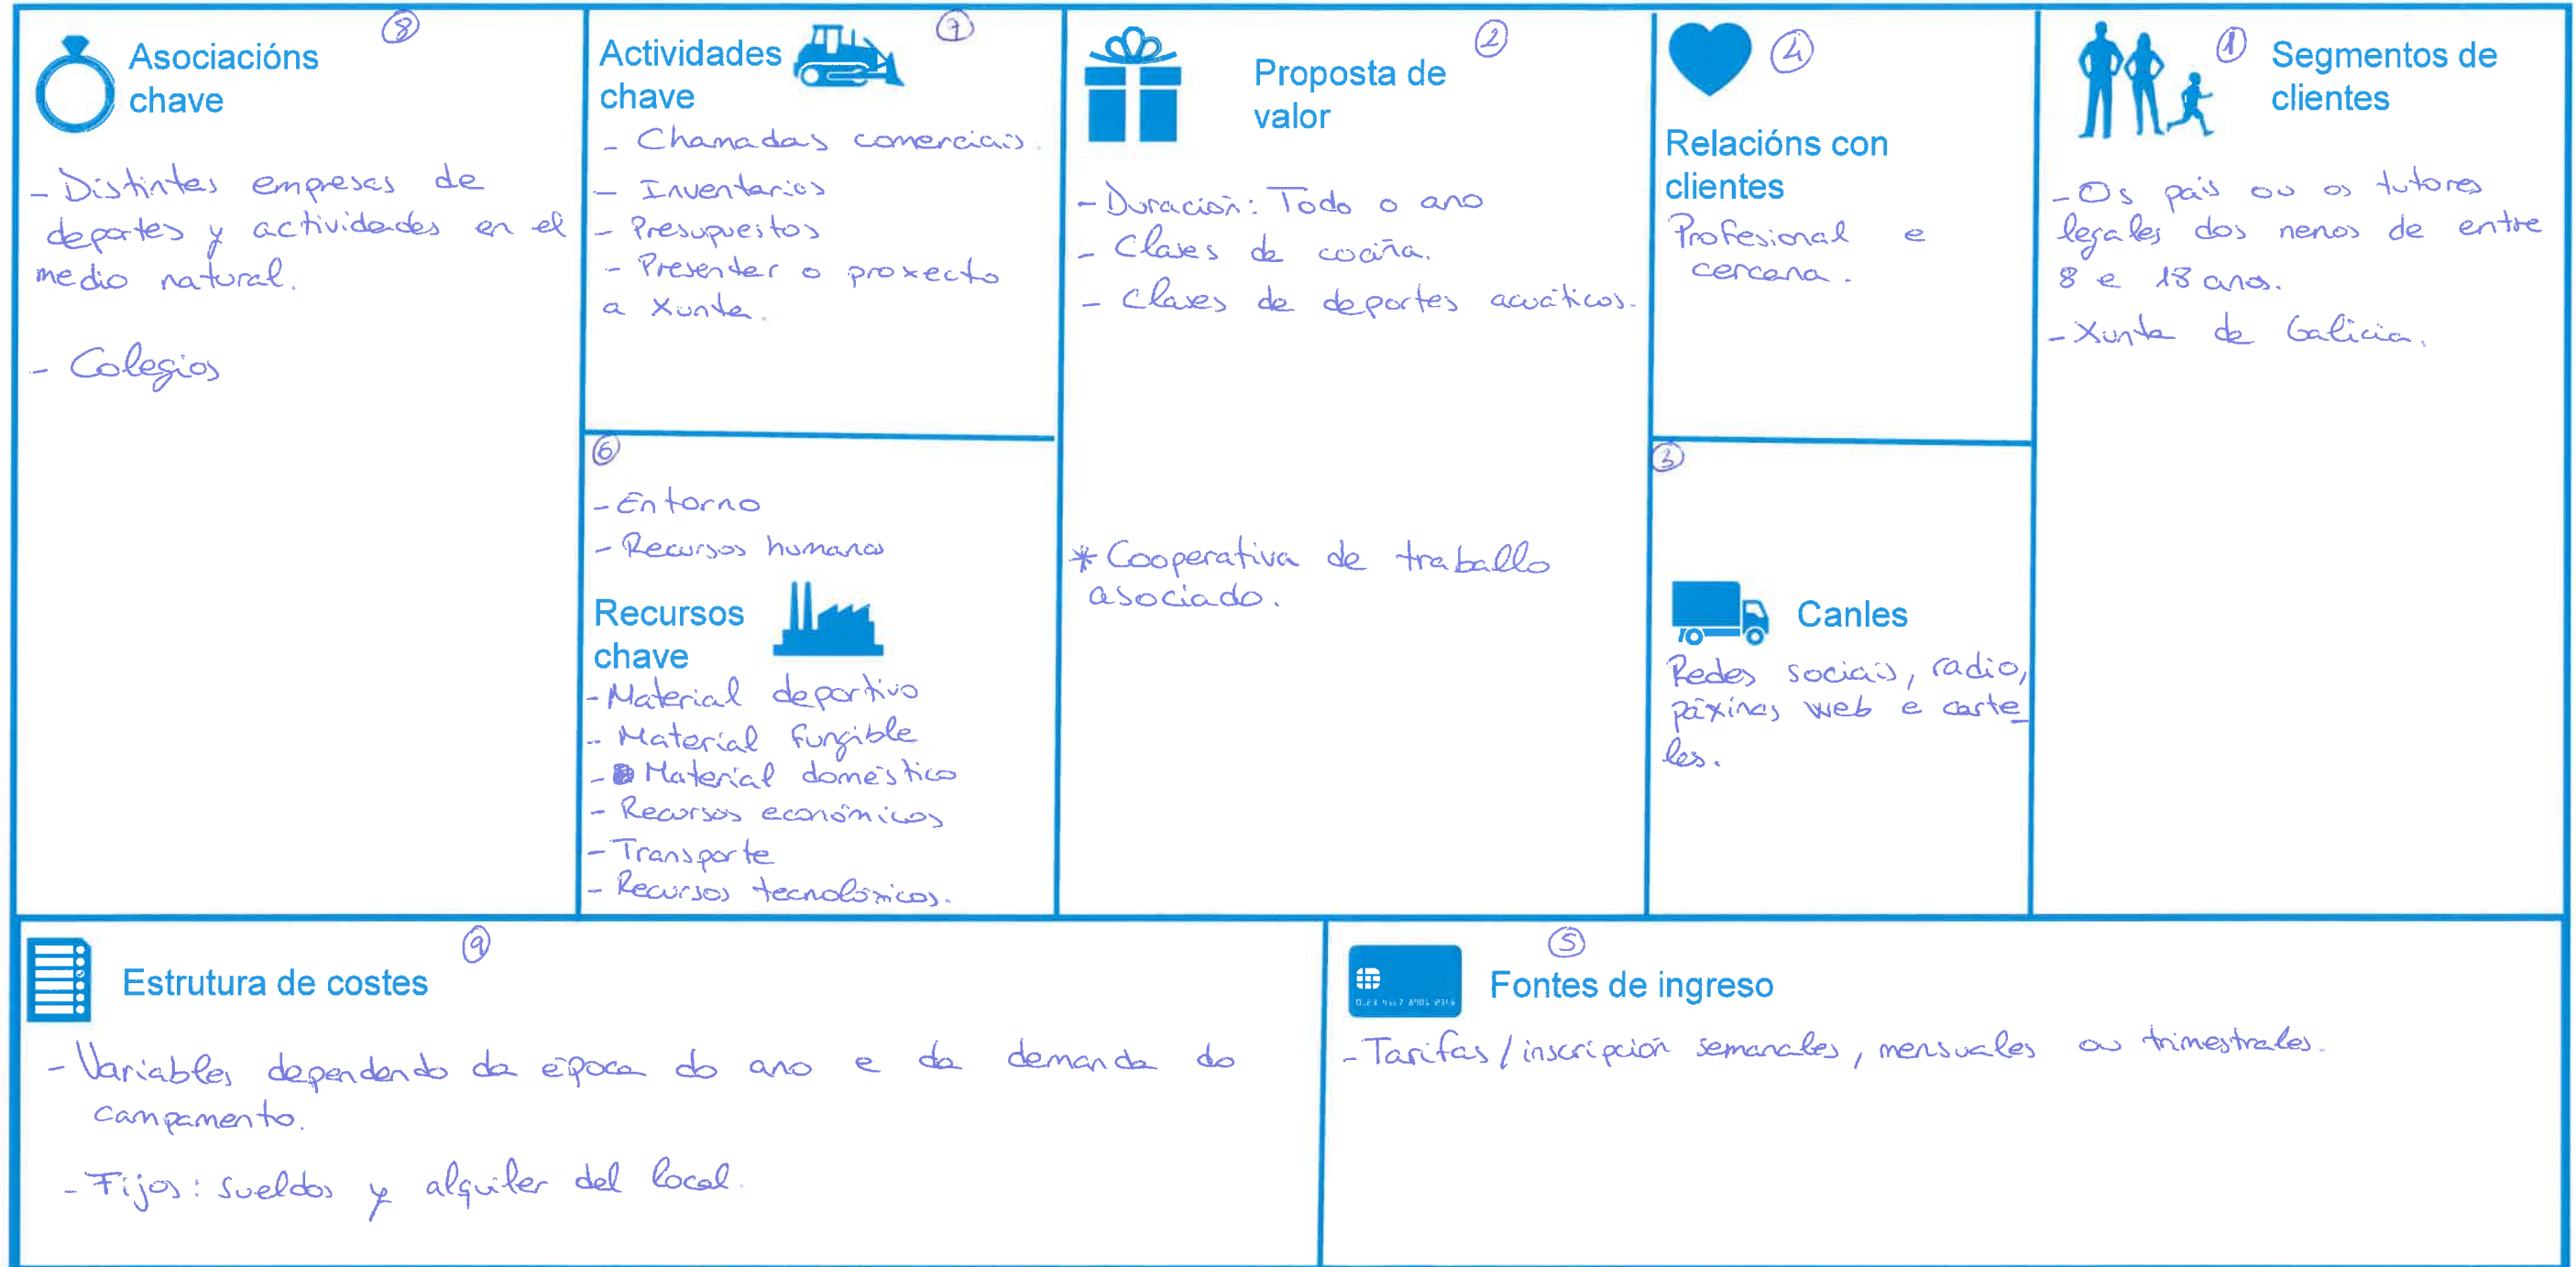 ⑧
Asociacións
chave
- Distintas empresas de
deportes y actividades en el
medio natural.
- Colegios
⑦
Actividades
chave
- Chamadas comerciais.
- Inventarios
- Presupuestos
- Presentar o proxecto
a Xunta.
⑥
- Entorno
- Recursos humanos
Recursos
chave
- Material deportivo
- Material fungible
- Material doméstico
- Recursos económicos
- Transporte
- Recursos tecnolóxicos.
②
Proposta de
valor
- Duración: Todo o ano
- Clases de cociña.
- Clases de deportes acuáticos.
* Cooperativa de traballo
asociado.
④
Relacións con
clientes
Profesional e
cercana.
③
Canles
Redes sociais, radio,
páxinas web e carte
les.
①
Segmentos de
clientes
- Os pais ou os tutores
legales dos nenos de entre
8 e 18 anos.
- Xunta de Galicia.
⑨
Estrutura de costes
- Variables dependendo da época do ano e da demanda do
campamento.
- Fijos: sueldos y alquiler del local.
⑤
Fontes de ingreso
- Tarifas/inscripción semanales, mensuales ou trimestrales.